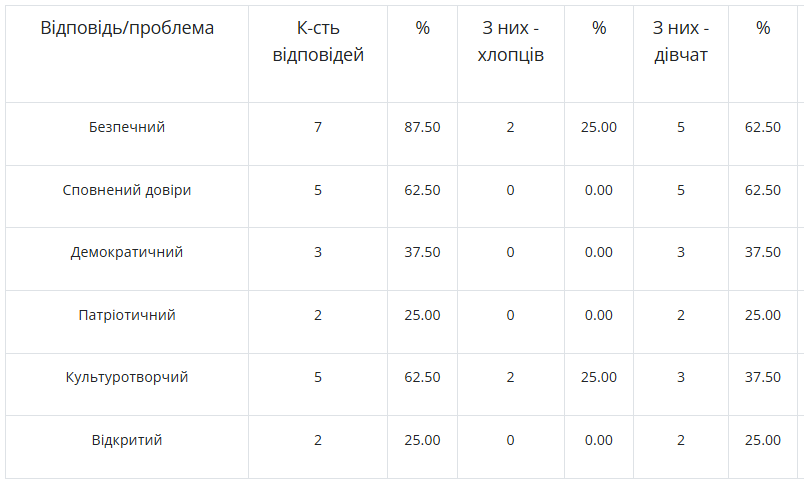 Відповідь/проблема К-сть відповідей % З них - хлопців % З них - дівчат %
Безпечний 7 87.50 2 25.00 5 62.50
Сповнений довіри 5 62.50 0 0.00 5 62.50
Демократичний 3 37.50 0 0.00 3 37.50
Патріотичний 2 25.00 0 0.00 2 25.00
Культуротворчий 5 62.50 2 25.00 3 37.50
Відкритий 2 25.00 0 0.00 2 25.00